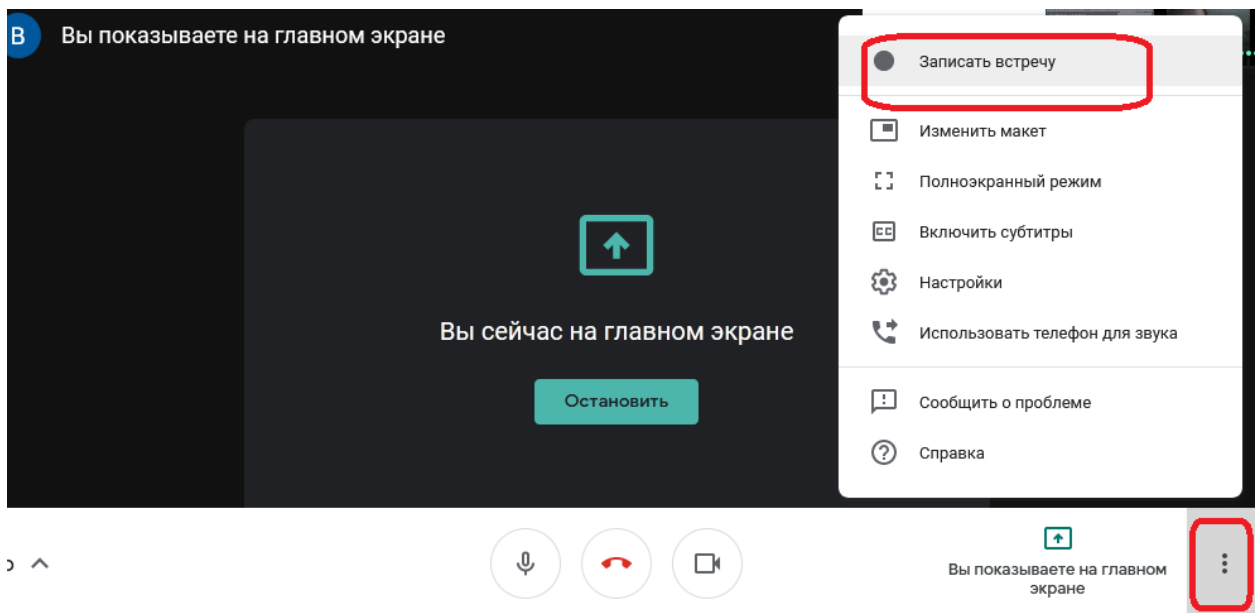 В
Вы показываете на главном экране
Записать встречу
Изменить макет
Полноэкранный режим
Включить субтитры
Настройки
Использовать телефон для звука
Сообщить о проблеме
Справка
Вы сейчас на главном экране
Остановить
Вы показываете на главном
экране